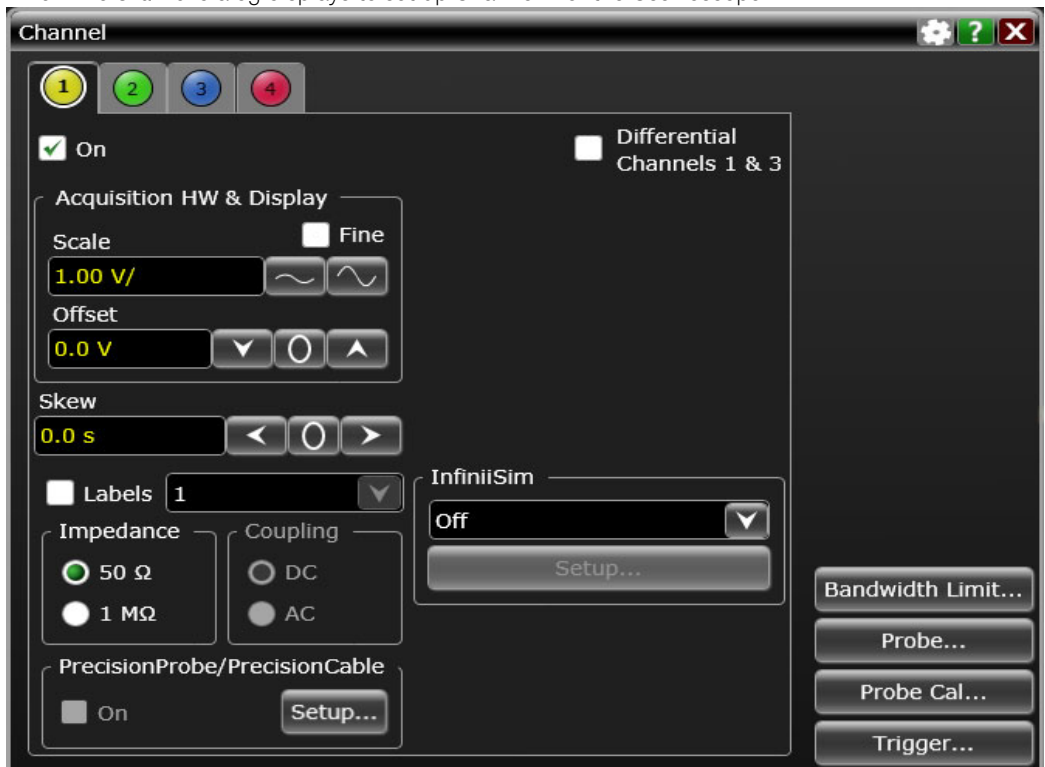 Channel ?
1 2 3 4
On
Differential
Channels 1 & 3
Acquisition HW & Display
Scale
Fine
1.00 V/
Offset
0.0 V
Skew
0.0 s
Labels 1
InfiniiSim
Off
Setup...
Impedance
Coupling
50 Ω
DC
1 MΩ
AC
PrecisionProbe/PrecisionCable
On
Setup...
Bandwidth Limit...
Probe...
Probe Cal...
Trigger...